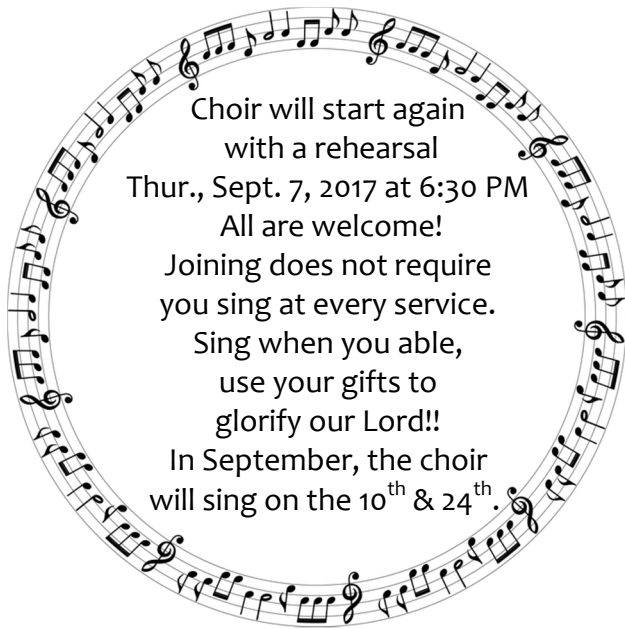 Choir will start again
with a rehearsal
Thur., Sept. 7, 2017 at 6:30 PM
All are welcome!
Joining does not require
you sing at every service.
Sing when you able,
use your gifts to
glorify our Lord!!
In September, the choir
will sing on the 10th & 24th.